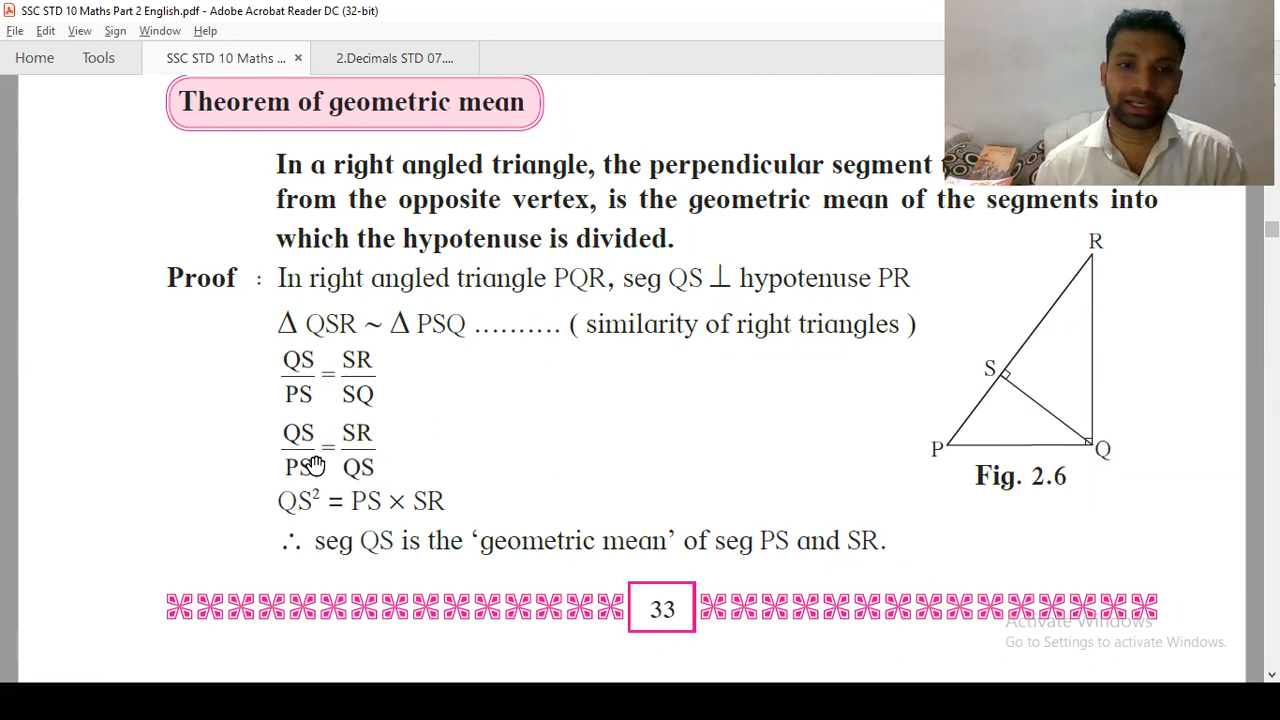 SSC STD 10 Maths Part 2 English.pdf - Adobe Acrobat Reader DC (32-bit)
File Edit View Sign Window Help
Home Tools SSC STD 10 Maths ... × 2.Decimals STD 07....
Theorem of geometric mean
In a right angled triangle, the perpendicular segment
from the opposite vertex, is the geometric mean of the segments into
which the hypotenuse is divided.
Proof : In right angled triangle PQR, seg QS ⊥ hypotenuse PR
Δ QSR ~ Δ PSQ .......... ( similarity of right triangles )
QS/PS = SR/SQ
QS/PS = SR/QS
QS² = PS × SR
∴ seg QS is the ‘geometric mean’ of seg PS and SR.
R
S
P
Q
Fig. 2.6
33
Activate Windows
Go to Settings to activate Windows.